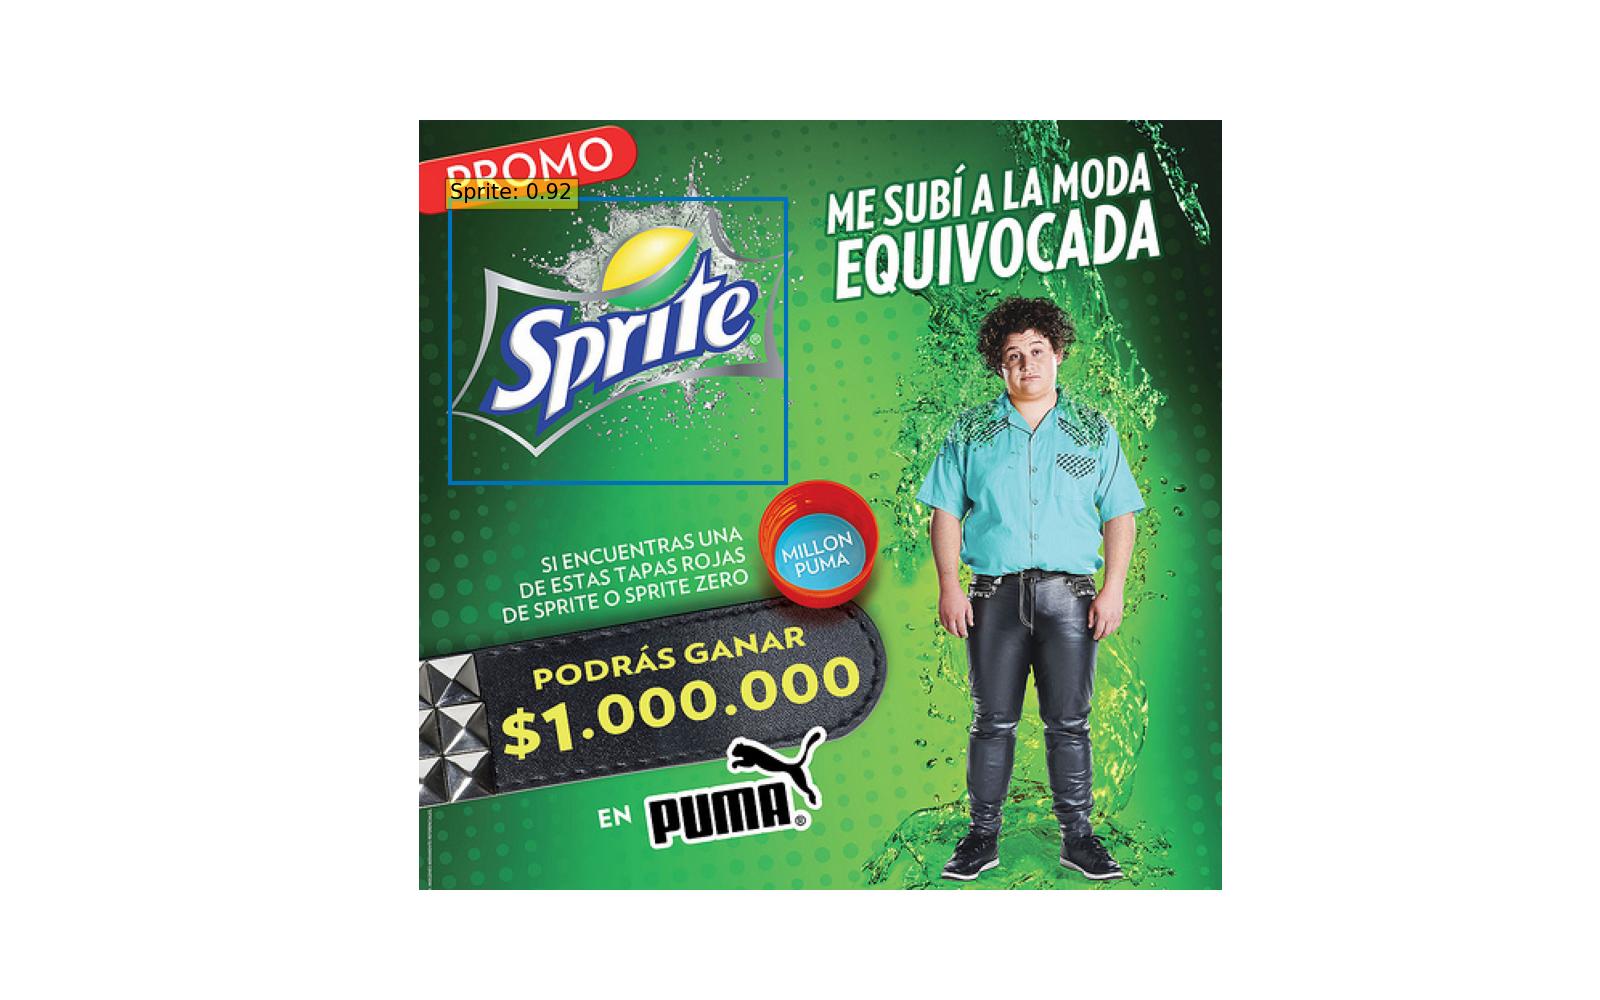 PROMO
Sprite: 0.92
Sprite®
ME SUBÍ A LA MODA
EQUIVOCADA
SI ENCUENTRAS UNA
DE ESTAS TAPAS ROJAS
DE SPRITE O SPRITE ZERO
MILLON
PUMA
PODRÁS GANAR
$1.000.000
EN PUMA®